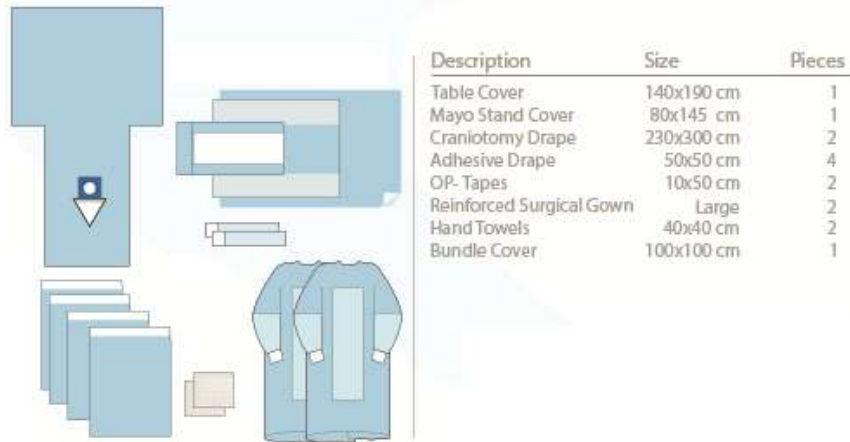 Description Size Pieces
Table Cover 140x190 cm 1
Mayo Stand Cover 80x145 cm 1
Craniotomy Drape 230x300 cm 2
Adhesive Drape 50x50 cm 4
OP- Tapes 10x50 cm 2
Reinforced Surgical Gown Large 2
Hand Towels 40x40 cm 2
Bundle Cover 100x100 cm 1